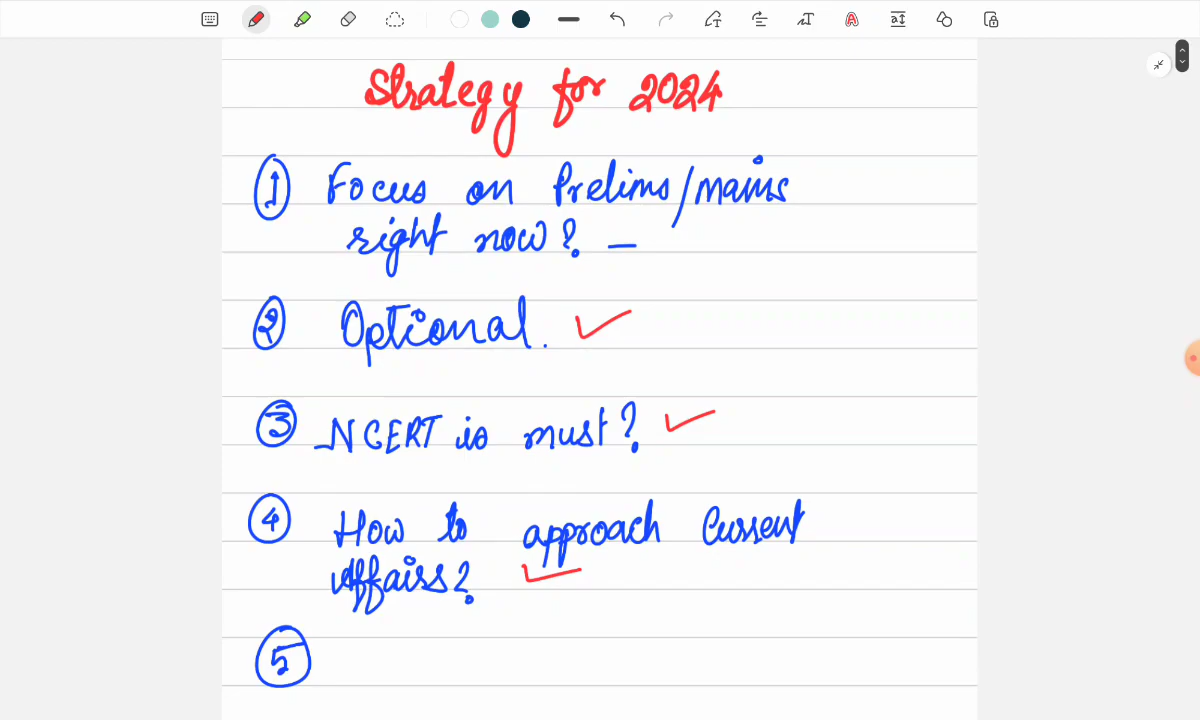 Strategy for 2024
1 Focus on Prelims/mains
right now? –
2 Optional.
3 NCERT is must?
4 How to approach Current
Affairs?
5